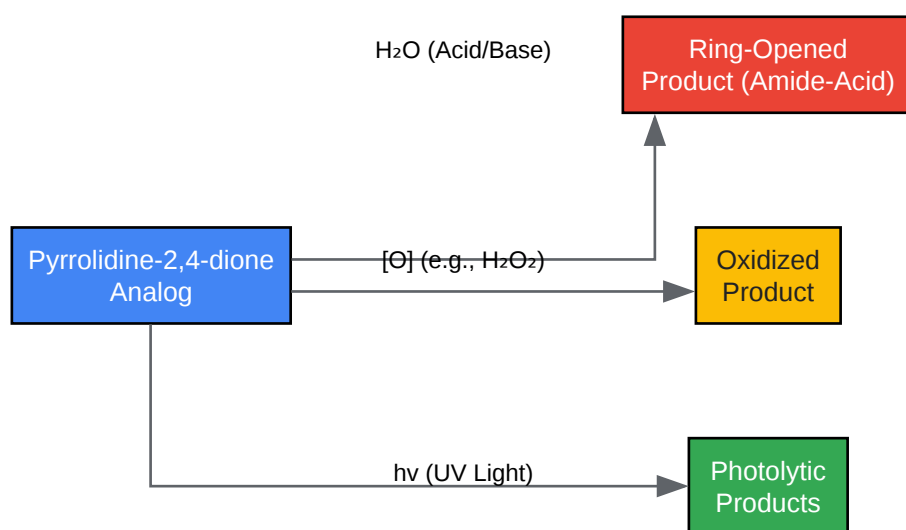 H₂O (Acid/Base)
Ring-Opened
Product (Amide-Acid)
Pyrrolidine-2,4-dione
Analog
[O] (e.g., H₂O₂)
Oxidized
Product
hv (UV Light)
Photolytic
Products